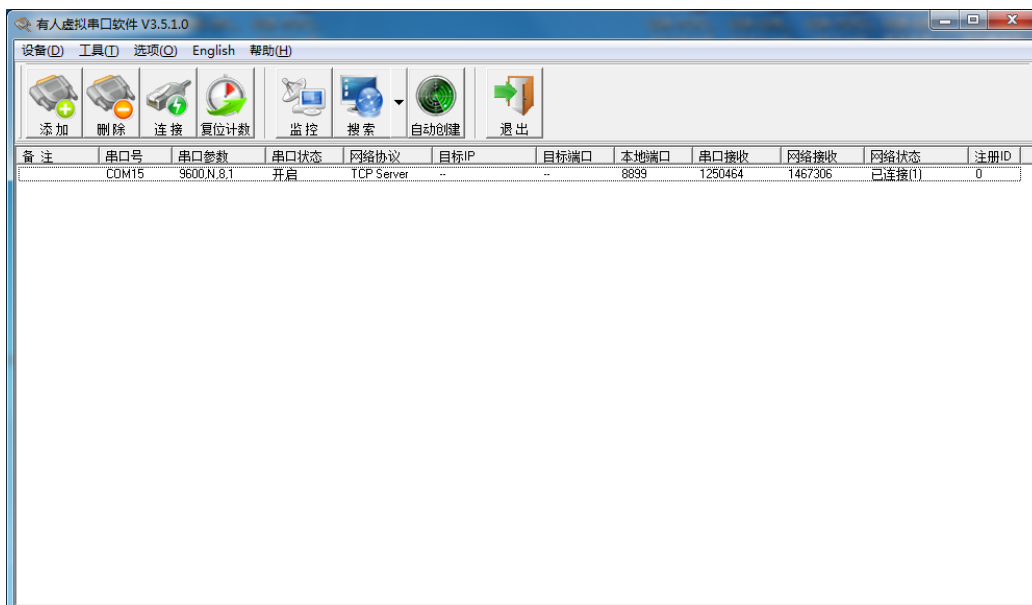 有人虚拟串口软件 V3.5.1.0
设备(D) 工具(T) 选项(O) English 帮助(H)
添加 删除 连接 复位计数 监控 搜索 自动创建 退出
备 注 串口号 串口参数 串口状态 网络协议 目标IP 目标端口 本地端口 串口接收 网络接收 网络状态 注册ID
COM15 9600,N,8,1 开启 TCP Server -- -- 8899 1250464 1467306 已连接(1) 0